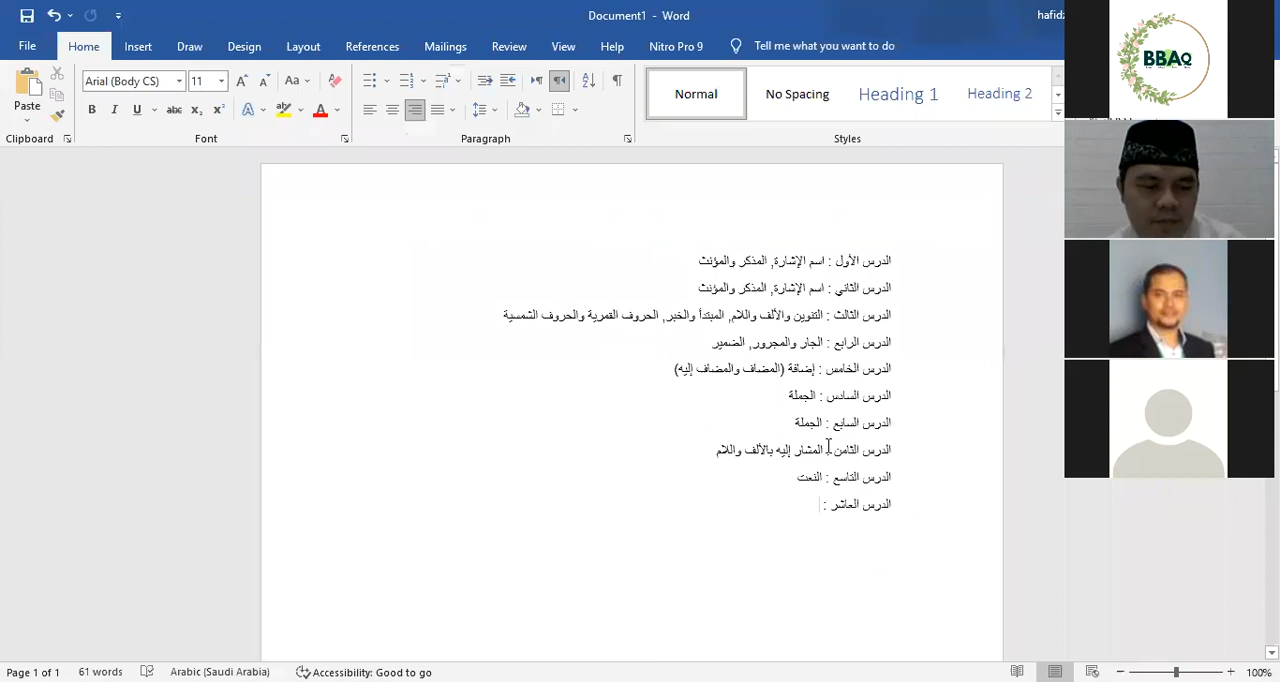 Document1 - Word
hafidz
File Home Insert Draw Design Layout References Mailings Review View Help Nitro Pro 9 Tell me what you want to do
Paste
Arial (Body CS) 11
Normal No Spacing Heading 1 Heading 2
Clipboard Font Paragraph Styles
BBAQ
الدرس الأول : اسم الإشارة, المذكر والمؤنث
الدرس الثاني : اسم الإشارة, المذكر والمؤنث
الدرس الثالث : التنوين والألف واللام, المبتدأ والخبر, الحروف القمرية والحروف الشمسية
الدرس الرابع : الجار والمجرور, الضمير
الدرس الخامس : إضاقة (المضاف والمضاف إليه)
الدرس السادس : الجملة
الدرس السابع : الجملة
الدرس الثامن : المشار إليه بالألف واللام
الدرس التاسع : النعت
الدرس العاشر :
Page 1 of 1 61 words Arabic (Saudi Arabia) Accessibility: Good to go 100%